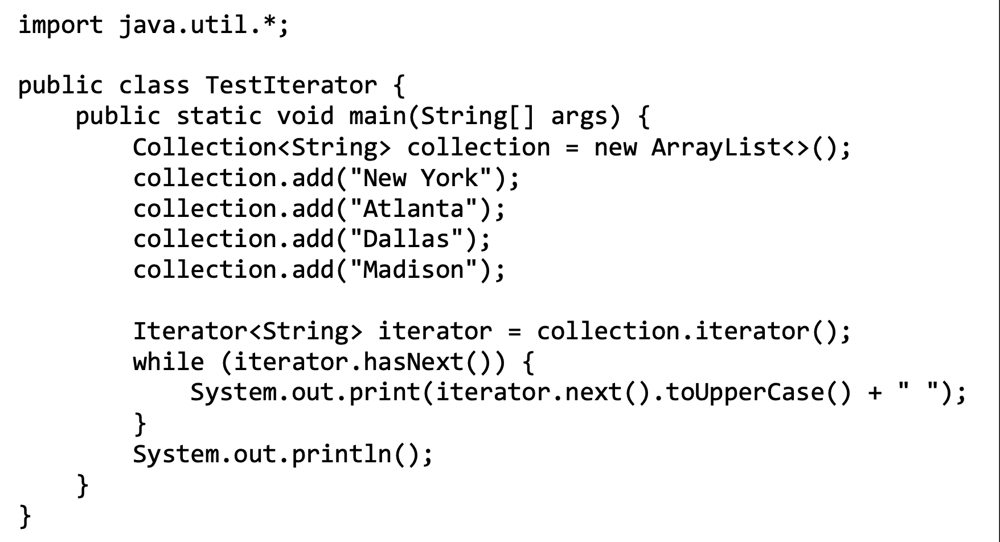 import java.util.*;

public class TestIterator {
    public static void main(String[] args) {
        Collection<String> collection = new ArrayList<>();
        collection.add("New York");
        collection.add("Atlanta");
        collection.add("Dallas");
        collection.add("Madison");

        Iterator<String> iterator = collection.iterator();
        while (iterator.hasNext()) {
            System.out.print(iterator.next().toUpperCase() + " ");
        }
        System.out.println();
    }
}